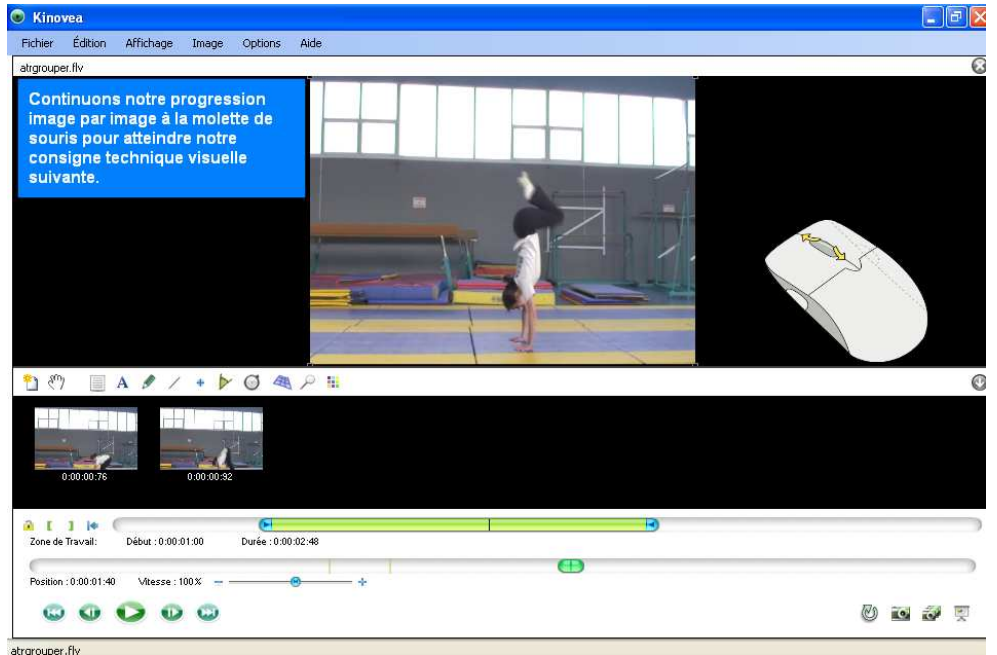 Kinovea
Fichier Édition Affichage Image Options Aide
atrgrouper.flv
Continuons notre progression
image par image à la molette de
souris pour atteindre notre
consigne technique visuelle
suivante.
A
0:00:00:76 0:00:00:92
Zone de Travail: Début : 0:00:01:00 Durée : 0:00:02:48
Position : 0:00:01:40 Vitesse : 100%
atrgrouper.flv